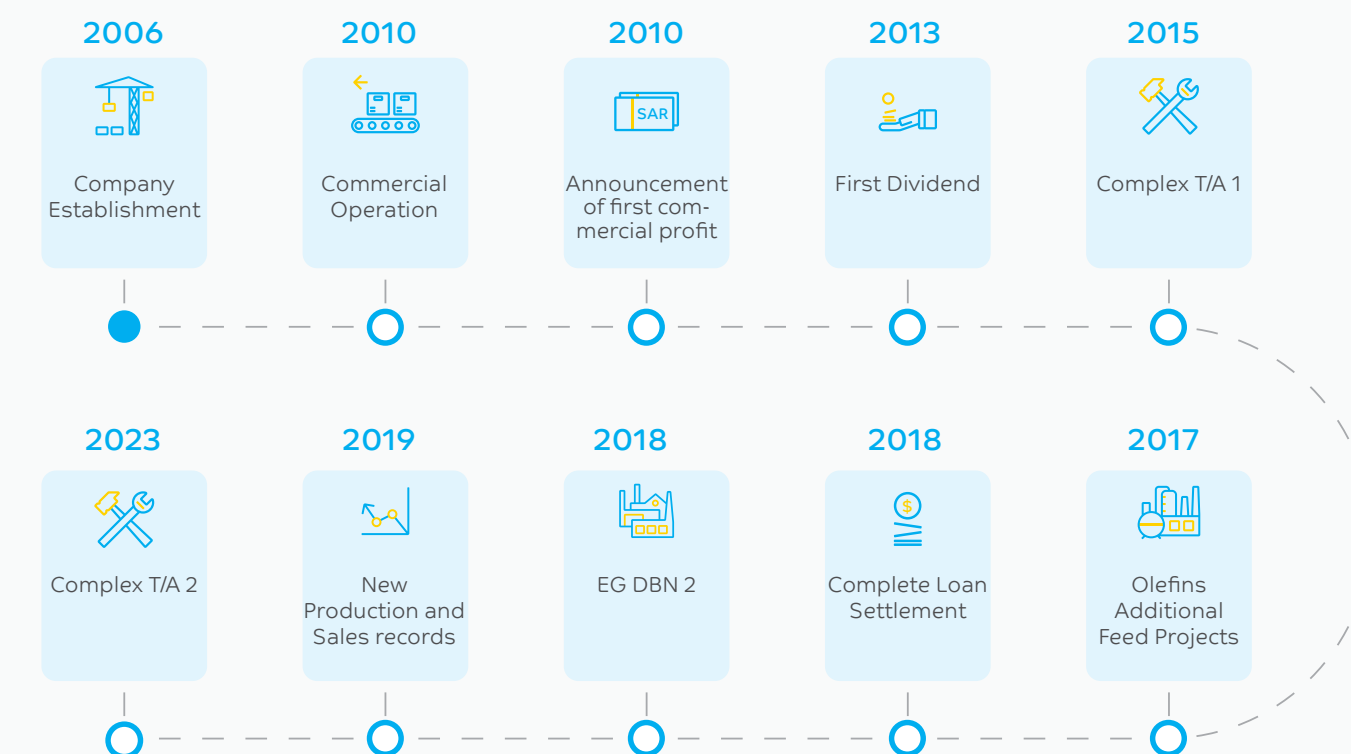 2006
Company
Establishment
2010
Commercial
Operation
2010
SAR
Announcement
of first com-
mercial profit
2013
First Dividend
2015
Complex T/A 1
2023
Complex T/A 2
2019
New
Production and
Sales records
2018
EG DBN 2
2018
$
Complete Loan
Settlement
2017
Olefins
Additional
Feed Projects